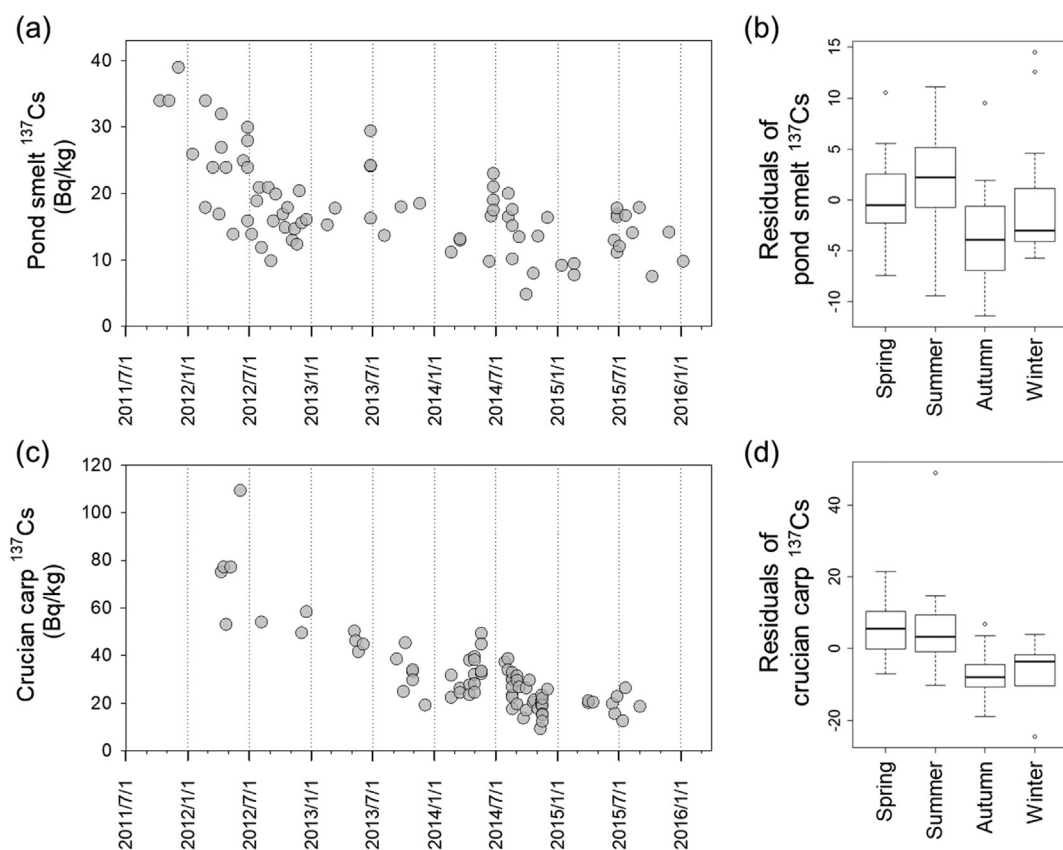 (a)
Pond smelt ¹³⁷Cs
(Bq/kg)
40
30
20
10
0
2011/7/1
2012/1/1
2012/7/1
2013/1/1
2013/7/1
2014/1/1
2014/7/1
2015/1/1
2015/7/1
2016/1/1
(b)
Residuals of
pond smelt ¹³⁷Cs
15
10
5
0
-5
-10
Spring
Summer
Autumn
Winter
(c)
Crucian carp ¹³⁷Cs
(Bq/kg)
120
100
80
60
40
20
0
2011/7/1
2012/1/1
2012/7/1
2013/1/1
2013/7/1
2014/1/1
2014/7/1
2015/1/1
2015/7/1
2016/1/1
(d)
Residuals of
crucian carp ¹³⁷Cs
40
20
0
-20
Spring
Summer
Autumn
Winter